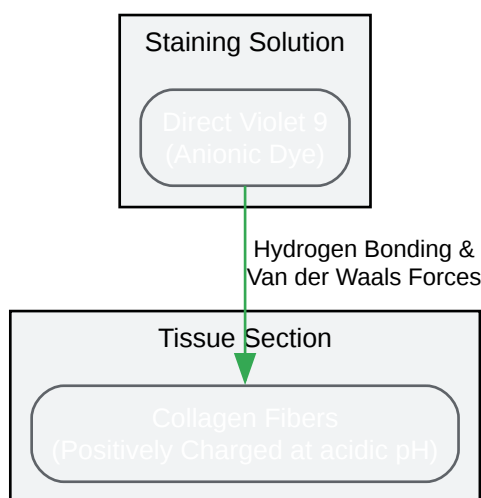 Staining Solution
Direct Violet 9
(Anionic Dye)
Hydrogen Bonding &
Van der Waals Forces
Tissue Section
Collagen Fibers
(Positively Charged at acidic pH)